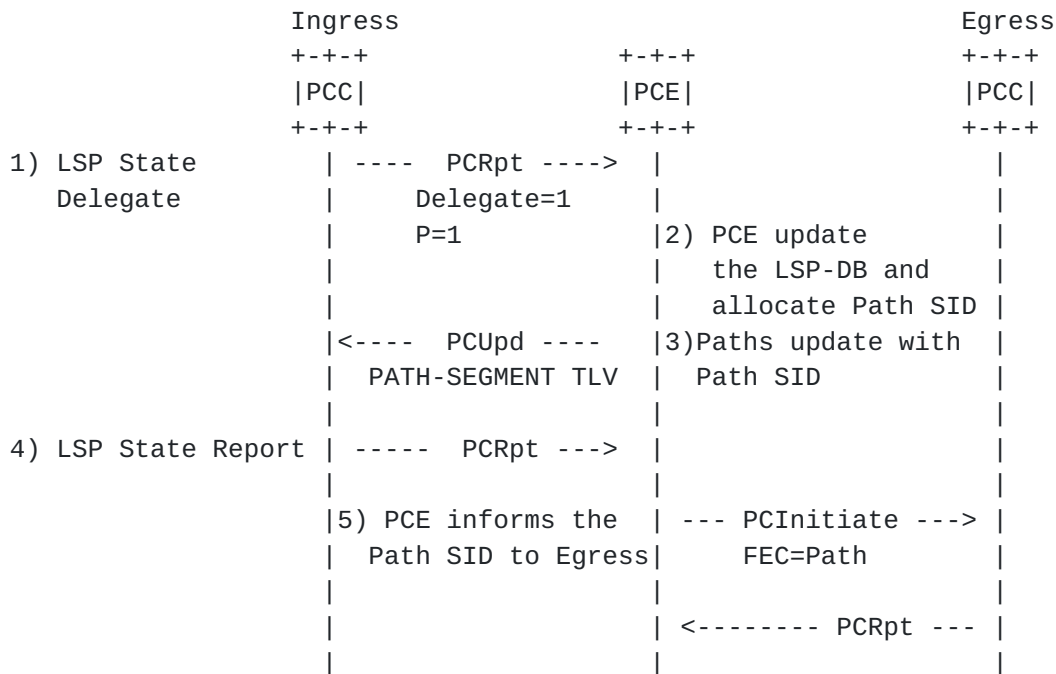 Ingress                                    Egress
                  +-+-+                +-+-+                 +-+-+
                  |PCC|                |PCE|                 |PCC|
                  +-+-+                +-+-+                 +-+-+
1) LSP State        | ----  PCRpt ----> |                     |
   Delegate         |     Delegate=1    |                     |
                    |     P=1           |2) PCE update        |
                    |                   |   the LSP-DB and    |
                    |                   |   allocate Path SID |
                    |<----  PCUpd ----  |3)Paths update with  |
                    |  PATH-SEGMENT TLV |  Path SID           |
                    |                   |                     |
4) LSP State Report | -----  PCRpt ---> |                     |
                    |                   |                     |
                    |5) PCE informs the | --- PCInitiate ---> |
                    |  Path SID to Egress|     FEC=Path        |
                    |                   |                     |
                    |                   | <-------- PCRpt --- |
                    |                   |                     |